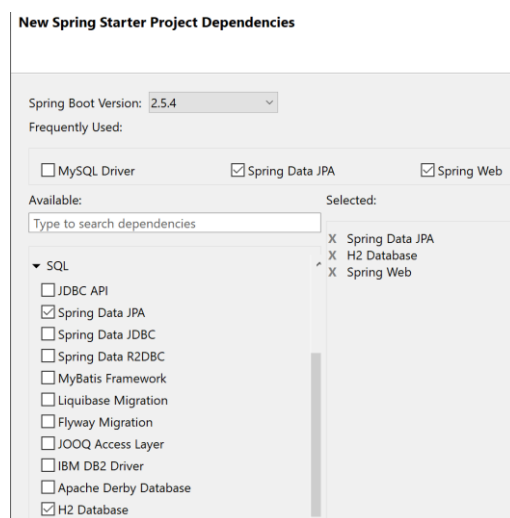 New Spring Starter Project Dependencies
Spring Boot Version: 2.5.4
Frequently Used:
MySQL Driver Spring Data JPA Spring Web
Available: Selected:
Type to search dependencies
X Spring Data JPA
X H2 Database
X Spring Web
SQL
JDBC API
Spring Data JPA
Spring Data JDBC
Spring Data R2DBC
MyBatis Framework
Liquibase Migration
Flyway Migration
JOOQ Access Layer
IBM DB2 Driver
Apache Derby Database
H2 Database